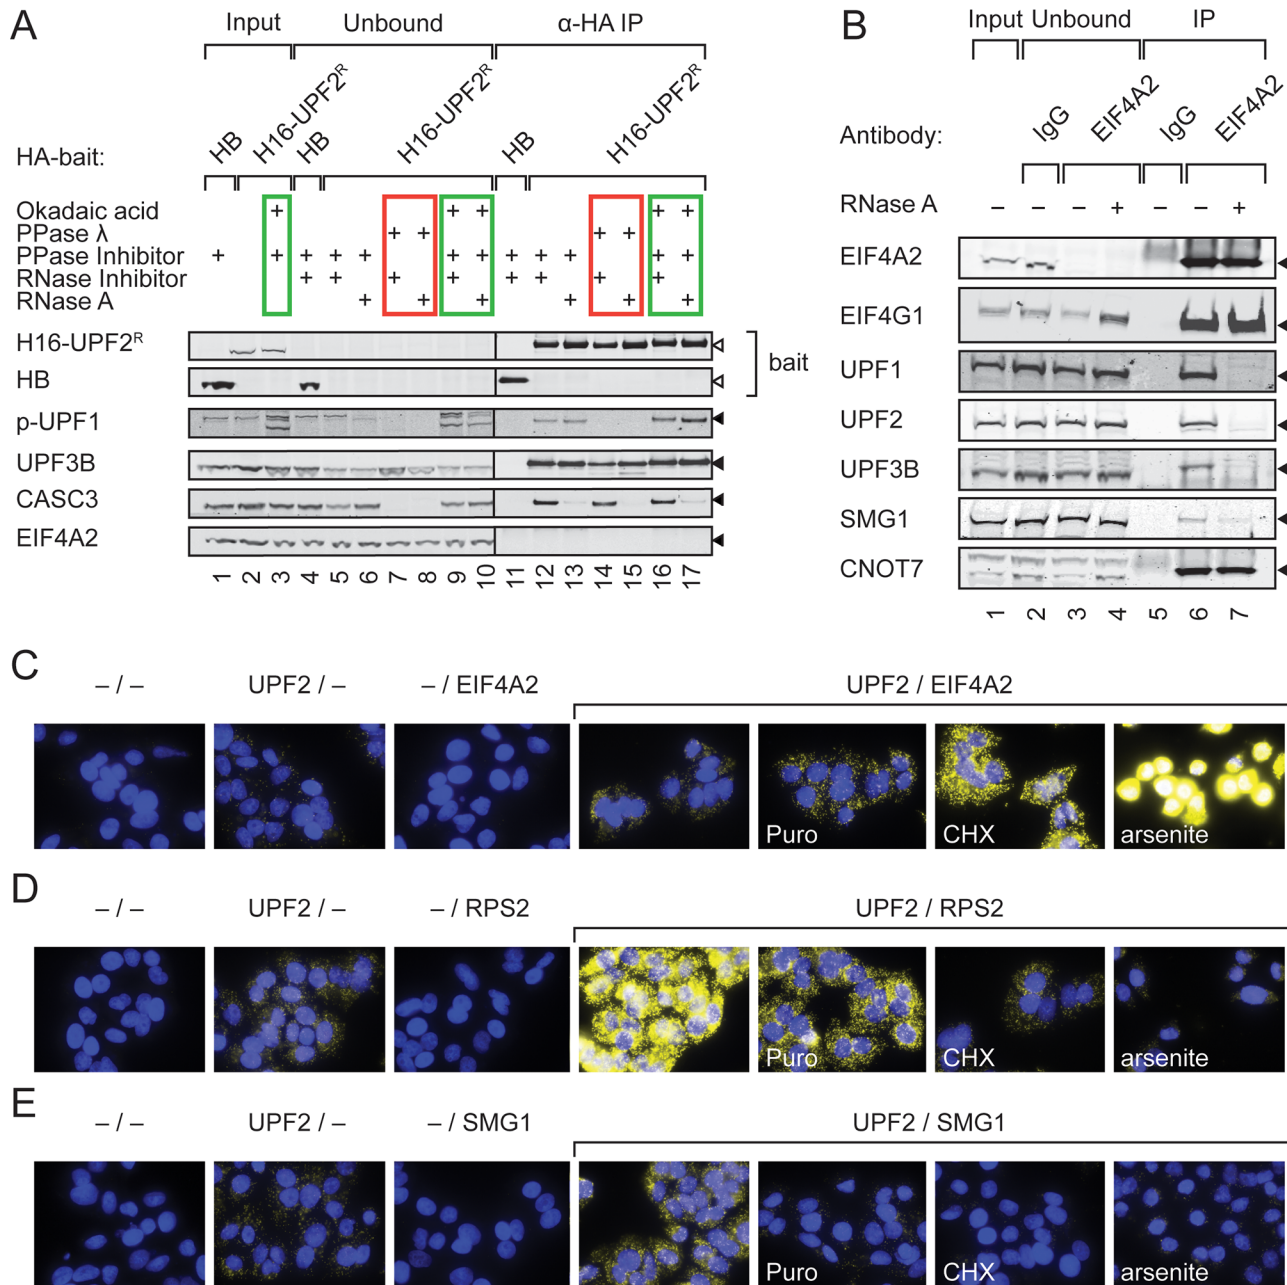 A
Input Unbound α-HA IP
HB H16-UPF2R HB H16-UPF2R HB H16-UPF2R
HA-bait:
Okadaic acid + + + + +
PPase λ + + + +
PPase Inhibitor + + + + + + + + + + + +
RNase Inhibitor + + + + + + + +
RNase A + + + + + +
H16-UPF2R
HB
bait
p-UPF1
UPF3B
CASC3
EIF4A2
1 2 3 4 5 6 7 8 9 10 11 12 13 14 15 16 17
B
Input Unbound IP
Antibody: IgG EIF4A2 IgG EIF4A2
RNase A – – – + – – +
EIF4A2
EIF4G1
UPF1
UPF2
UPF3B
SMG1
CNOT7
1 2 3 4 5 6 7
C
– / – UPF2 / – – / EIF4A2 UPF2 / EIF4A2
Puro CHX arsenite
D
– / – UPF2 / – – / RPS2 UPF2 / RPS2
Puro CHX arsenite
E
– / – UPF2 / – – / SMG1 UPF2 / SMG1
Puro CHX arsenite